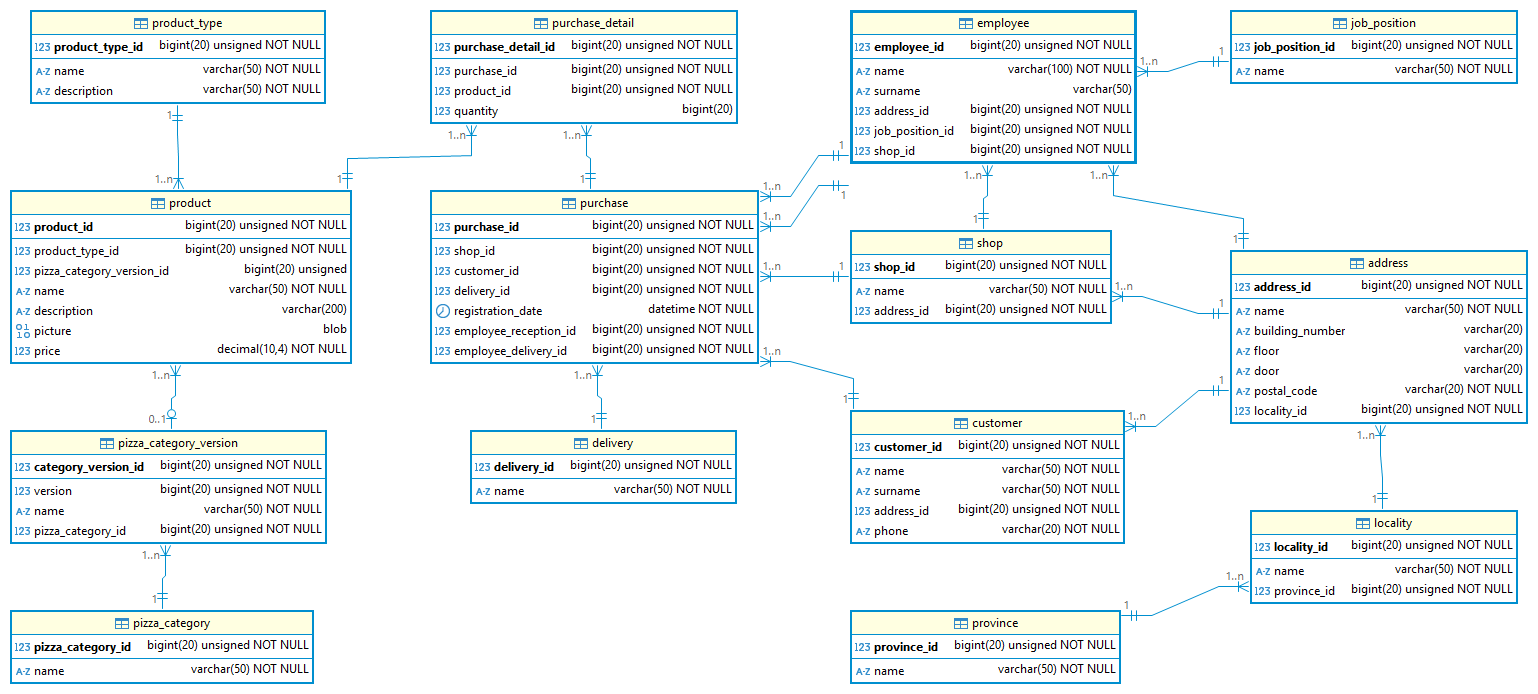 product_type
123 product_type_id bigint(20) unsigned NOT NULL
A-Z name varchar(50) NOT NULL
A-Z description varchar(50) NOT NULL
purchase_detail
123 purchase_detail_id bigint(20) unsigned NOT NULL
123 purchase_id bigint(20) unsigned NOT NULL
123 product_id bigint(20) unsigned NOT NULL
123 quantity bigint(20)
employee
123 employee_id bigint(20) unsigned NOT NULL
A-Z name varchar(100) NOT NULL
A-Z surname varchar(50)
123 address_id bigint(20) unsigned NOT NULL
123 job_position_id bigint(20) unsigned NOT NULL
123 shop_id bigint(20) unsigned NOT NULL
1..n
1
job_position
123 job_position_id bigint(20) unsigned NOT NULL
A-Z name varchar(50) NOT NULL
1
1..n
1..n
1
1..n
1
product
123 product_id bigint(20) unsigned NOT NULL
123 product_type_id bigint(20) unsigned NOT NULL
123 pizza_category_version_id bigint(20) unsigned
A-Z name varchar(50) NOT NULL
A-Z description varchar(200)
01 10 picture blob
123 price decimal(10,4) NOT NULL
purchase
123 purchase_id bigint(20) unsigned NOT NULL
123 shop_id bigint(20) unsigned NOT NULL
123 customer_id bigint(20) unsigned NOT NULL
123 delivery_id bigint(20) unsigned NOT NULL
registration_date datetime NOT NULL
123 employee_reception_id bigint(20) unsigned NOT NULL
123 employee_delivery_id bigint(20) unsigned NOT NULL
1
1..n
1
1..n
1..n
1
1..n
1
1..n
1
shop
123 shop_id bigint(20) unsigned NOT NULL
A-Z name varchar(50) NOT NULL
123 address_id bigint(20) unsigned NOT NULL
1..n
1
address
123 address_id bigint(20) unsigned NOT NULL
A-Z name varchar(50) NOT NULL
A-Z building_number varchar(20)
A-Z floor varchar(20)
A-Z door varchar(20)
A-Z postal_code varchar(20) NOT NULL
123 locality_id bigint(20) unsigned NOT NULL
1..n
0..1
1..n
1
1..n
1
1..n
1
pizza_category_version
123 category_version_id bigint(20) unsigned NOT NULL
123 version bigint(20) unsigned NOT NULL
A-Z name varchar(50) NOT NULL
123 pizza_category_id bigint(20) unsigned NOT NULL
delivery
123 delivery_id bigint(20) unsigned NOT NULL
A-Z name varchar(50) NOT NULL
customer
123 customer_id bigint(20) unsigned NOT NULL
A-Z name varchar(50) NOT NULL
A-Z surname varchar(50) NOT NULL
123 address_id bigint(20) unsigned NOT NULL
A-Z phone varchar(20) NOT NULL
1..n
1
locality
123 locality_id bigint(20) unsigned NOT NULL
A-Z name varchar(50) NOT NULL
123 province_id bigint(20) unsigned NOT NULL
1..n
1
pizza_category
123 pizza_category_id bigint(20) unsigned NOT NULL
A-Z name varchar(50) NOT NULL
1
1..n
province
123 province_id bigint(20) unsigned NOT NULL
A-Z name varchar(50) NOT NULL